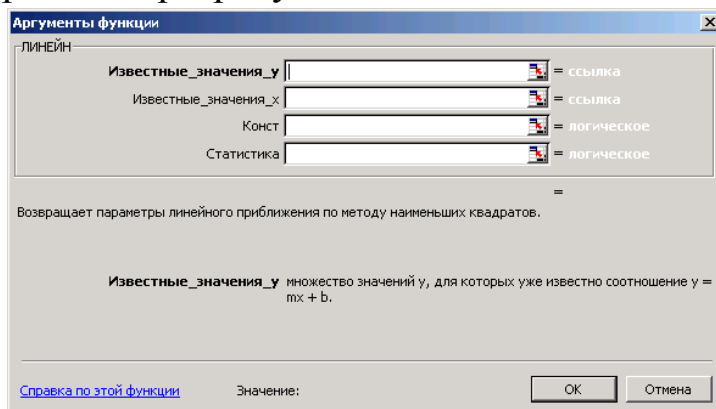 Аргументы функции
ЛИНЕЙН
Известные_значения_y = ссылка
Известные_значения_x = ссылка
Конст = логическое
Статистика = логическое
=
Возвращает параметры линейного приближения по методу наименьших квадратов.
Известные_значения_y множество значений y, для которых уже известно соотношение y =
mx + b.
Справка по этой функции Значение: ОК Отмена